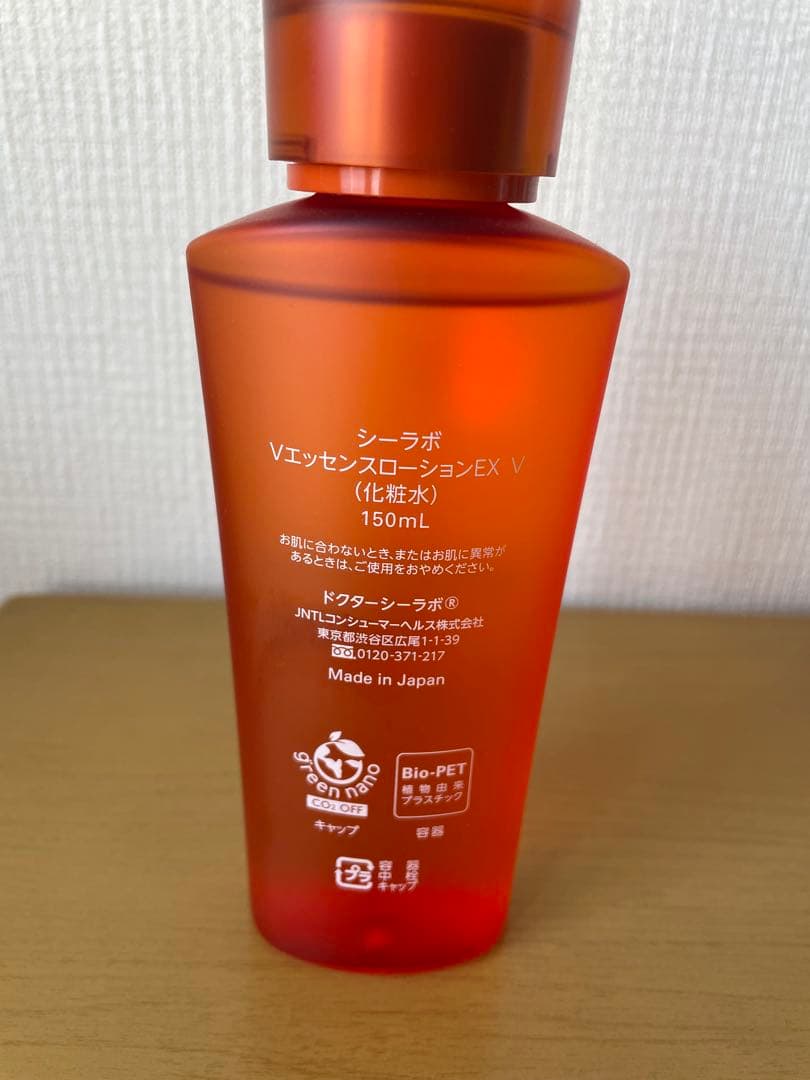 シーラボ
VエッセンスローションEX V
(化粧水)
150mL
お肌に合わないとき、またはお肌に異常が
あるときは、ご使用をおやめください。
ドクターシーラボ®
JNTLコンシューマーヘルス株式会社
東京都渋谷区広尾1-1-39
0120-371-217
Made in Japan
green nano
CO₂ OFF
キャップ
Bio-PET
植物由来
プラスチック
容器
プラ
容器
中栓
キャップ